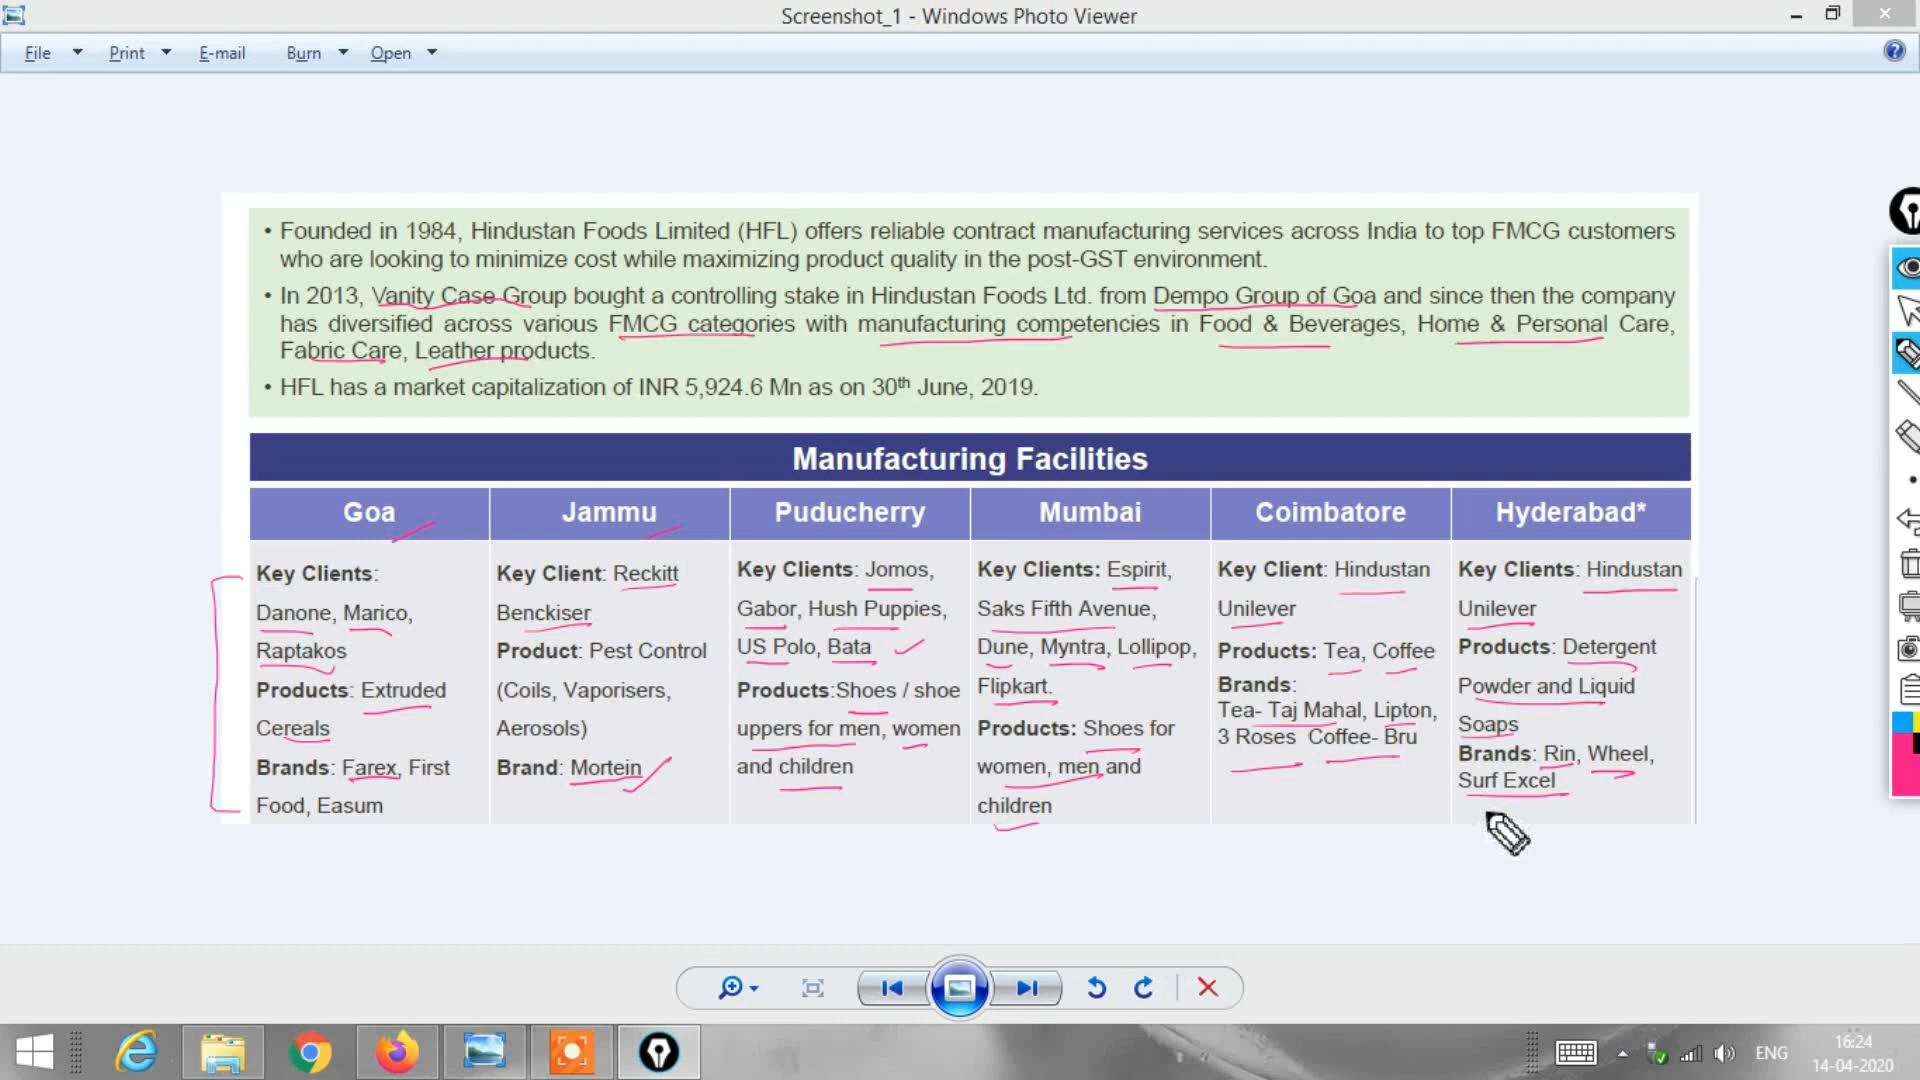 Screenshot_1 - Windows Photo Viewer
File Print E-mail Burn Open
• Founded in 1984, Hindustan Foods Limited (HFL) offers reliable contract manufacturing services across India to top FMCG customers
who are looking to minimize cost while maximizing product quality in the post-GST environment.
• In 2013, Vanity Case Group bought a controlling stake in Hindustan Foods Ltd. from Dempo Group of Goa and since then the company
has diversified across various FMCG categories with manufacturing competencies in Food & Beverages, Home & Personal Care,
Fabric Care, Leather products.
• HFL has a market capitalization of INR 5,924.6 Mn as on 30th June, 2019.
Manufacturing Facilities
Goa
Key Clients:
Danone, Marico,
Raptakos
Products: Extruded
Cereals
Brands: Farex, First
Food, Easum
Jammu
Key Client: Reckitt
Benckiser
Product: Pest Control
(Coils, Vaporisers,
Aerosols)
Brand: Mortein
Puducherry
Key Clients: Jomos,
Gabor, Hush Puppies,
US Polo, Bata
Products:Shoes / shoe
uppers for men, women
and children
Mumbai
Key Clients: Espirit,
Saks Fifth Avenue,
Dune, Myntra, Lollipop,
Flipkart.
Products: Shoes for
women, men and
children
Coimbatore
Key Client: Hindustan
Unilever
Products: Tea, Coffee
Brands:
Tea- Taj Mahal, Lipton,
3 Roses Coffee- Bru
Hyderabad*
Key Clients: Hindustan
Unilever
Products: Detergent
Powder and Liquid
Soaps
Brands: Rin, Wheel,
Surf Excel
ENG
16:24
14-04-2020